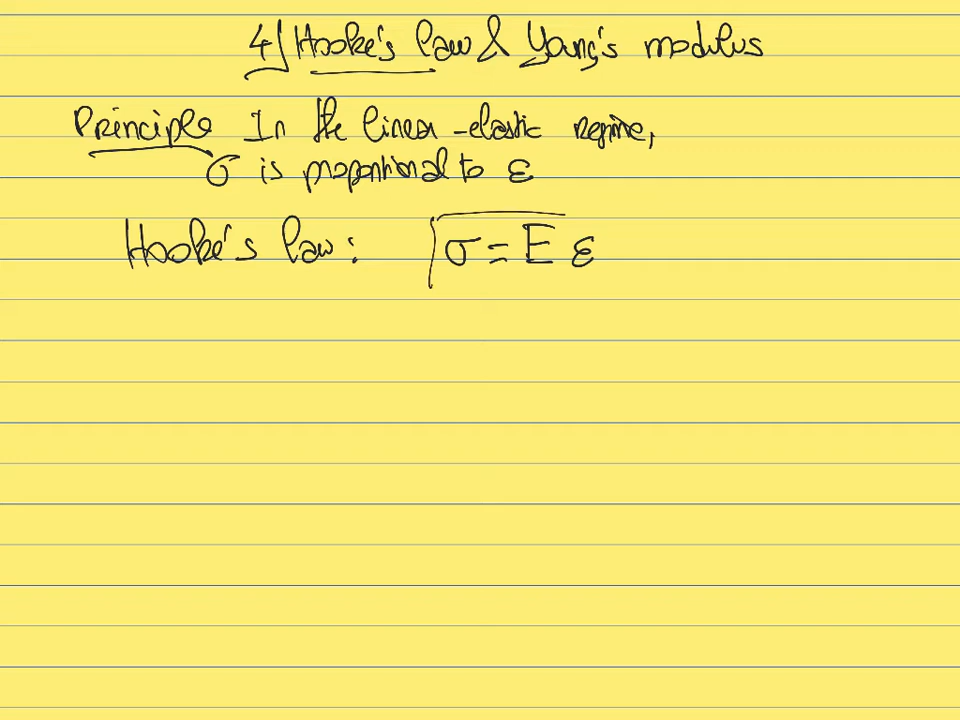 4) Hooke's law & Young's modulus
Principle In the linear-elastic regime,
σ is proportional to ε
Hooke's law: σ = E ε